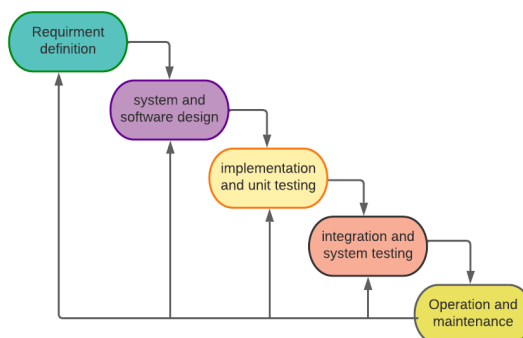 Requirment
definition
system and
software design
implementation
and unit testing
integration and
system testing
Operation and
maintenance